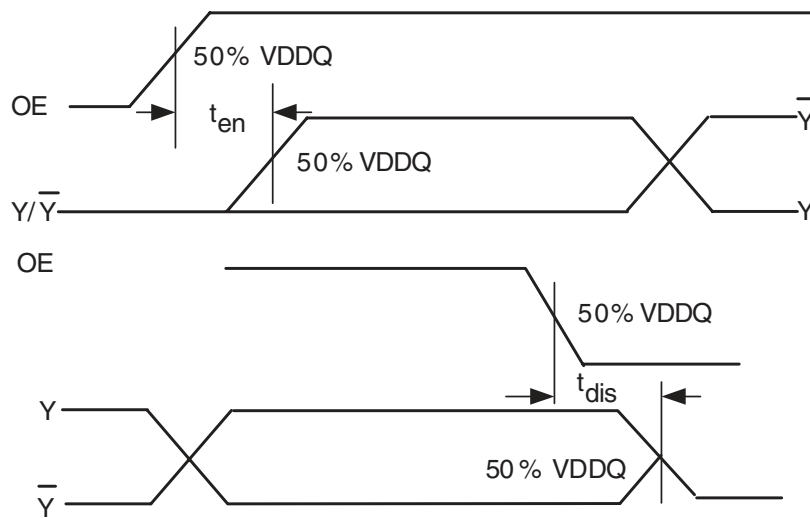 50% VDDQ
OE
t_en
Y̅
50% VDDQ
Y/Y̅
Y
OE
50% VDDQ
t_dis
Y
50% VDDQ
Y̅